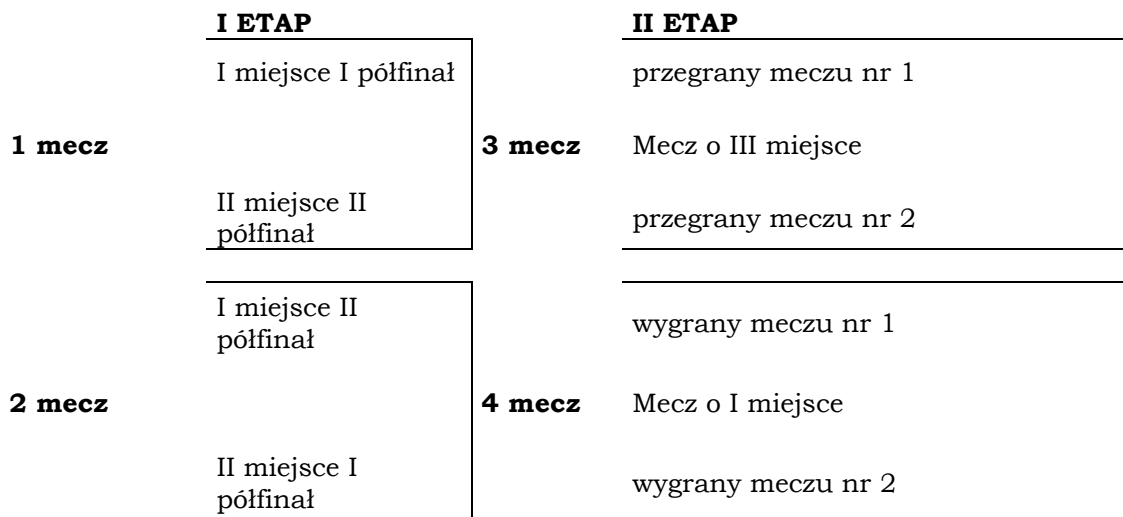 I ETAP
II ETAP
I miejsce I półfinał
przegrany meczu nr 1
1 mecz
3 mecz
Mecz o III miejsce
II miejsce II
półfinał
przegrany meczu nr 2
I miejsce II
półfinał
wygrany meczu nr 1
2 mecz
4 mecz
Mecz o I miejsce
II miejsce I
półfinał
wygrany meczu nr 2